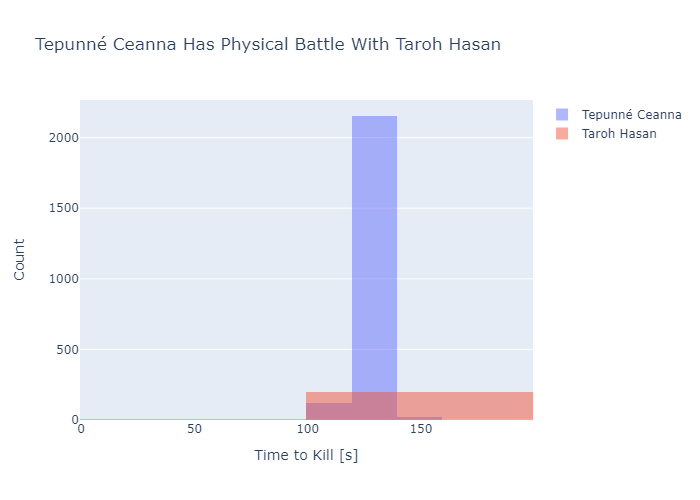 Tepunné Ceanna Has Physical Battle With Taroh Hasan
Tepunné Ceanna
Taroh Hasan
2000
1500
1000
500
0
Count
0 50 100 150
Time to Kill [s]